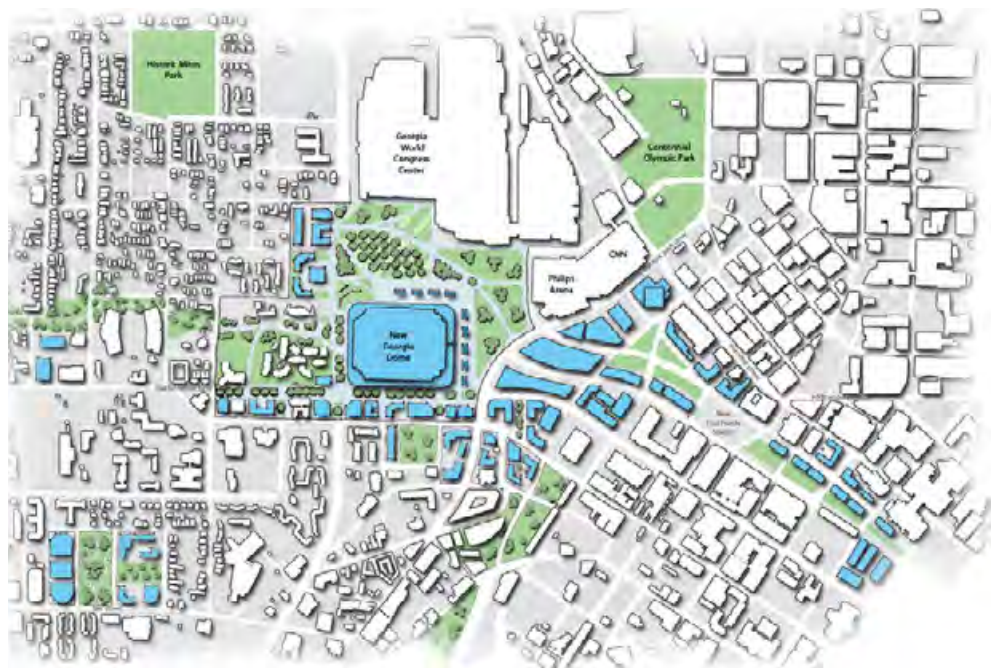 Historic Mims
Park
Georgia
World
Congress
Center
Centennial
Olympic Park
CNN
Philips
Arena
New
Georgia
Dome